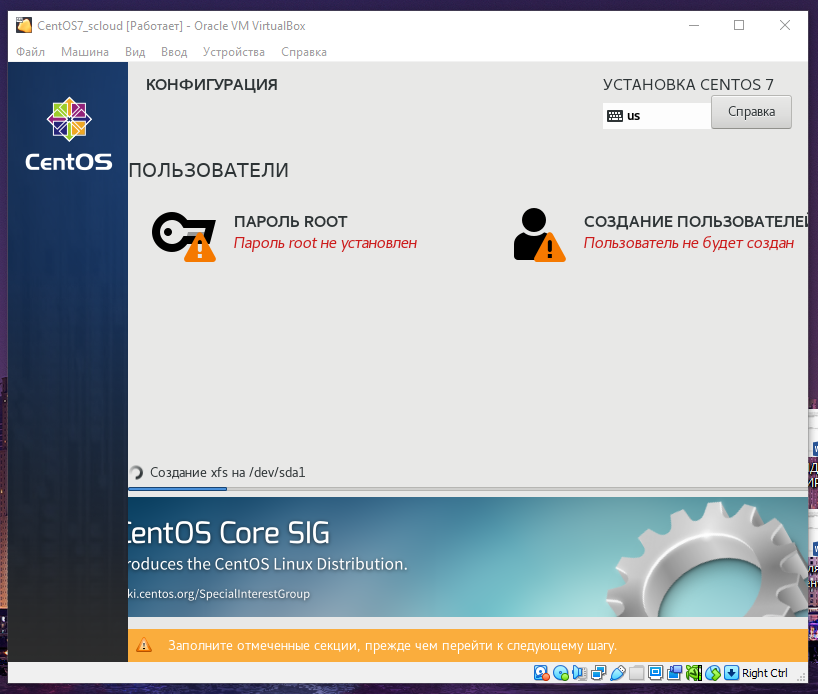 CentOS7_scloud [Работает] - Oracle VM VirtualBox
Файл Машина Вид Ввод Устройства Справка
КОНФИГУРАЦИЯ
УСТАНОВКА CENTOS 7
us
Справка
CentOS
ПОЛЬЗОВАТЕЛИ
ПАРОЛЬ ROOT
Пароль root не установлен
СОЗДАНИЕ ПОЛЬЗОВАТЕЛЕЙ
Пользователь не будет создан
Создание xfs на /dev/sda1
CentOS Core SIG
roduces the CentOS Linux Distribution.
ki.centos.org/SpecialInterestGroup
Заполните отмеченные секции, прежде чем перейти к следующему шагу.
Right Ctrl